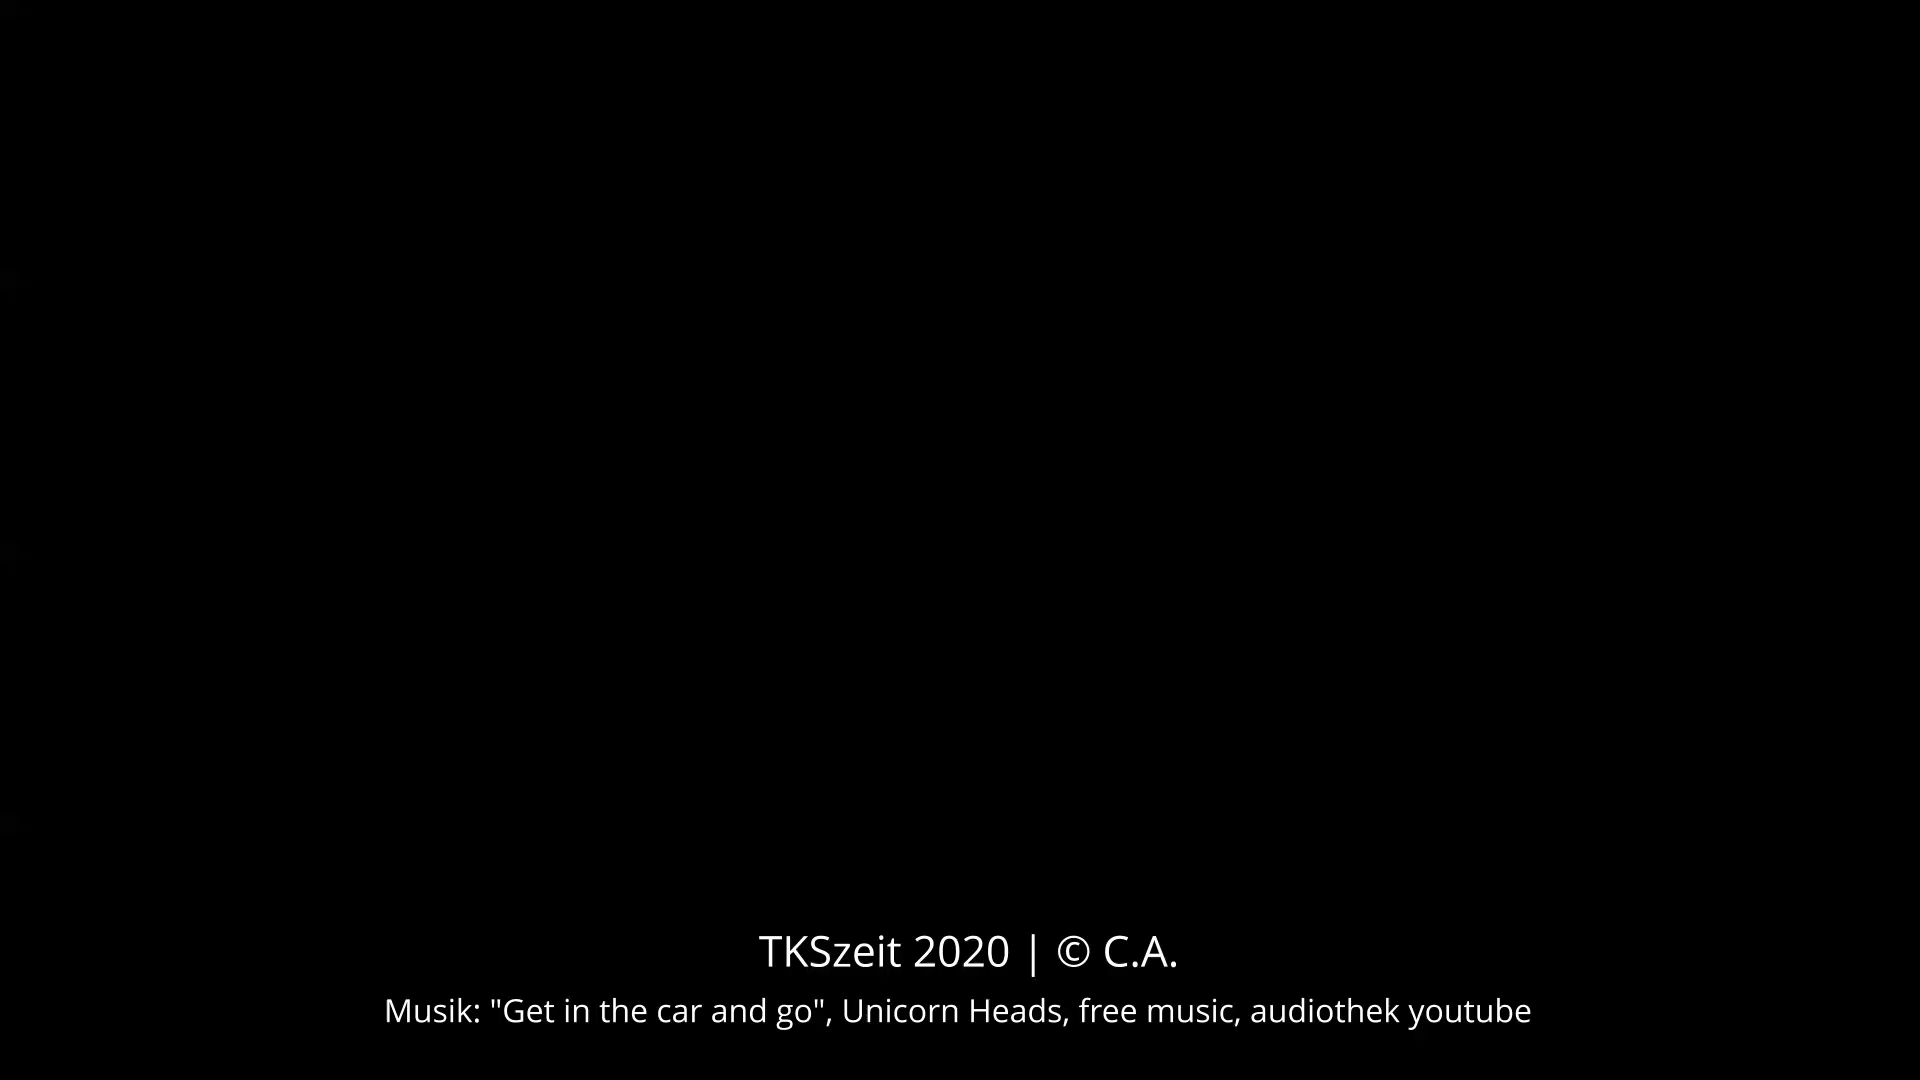 TKSzeit 2020 | © C.A.
Musik: "Get in the car and go", Unicorn Heads, free music, audiothek youtube